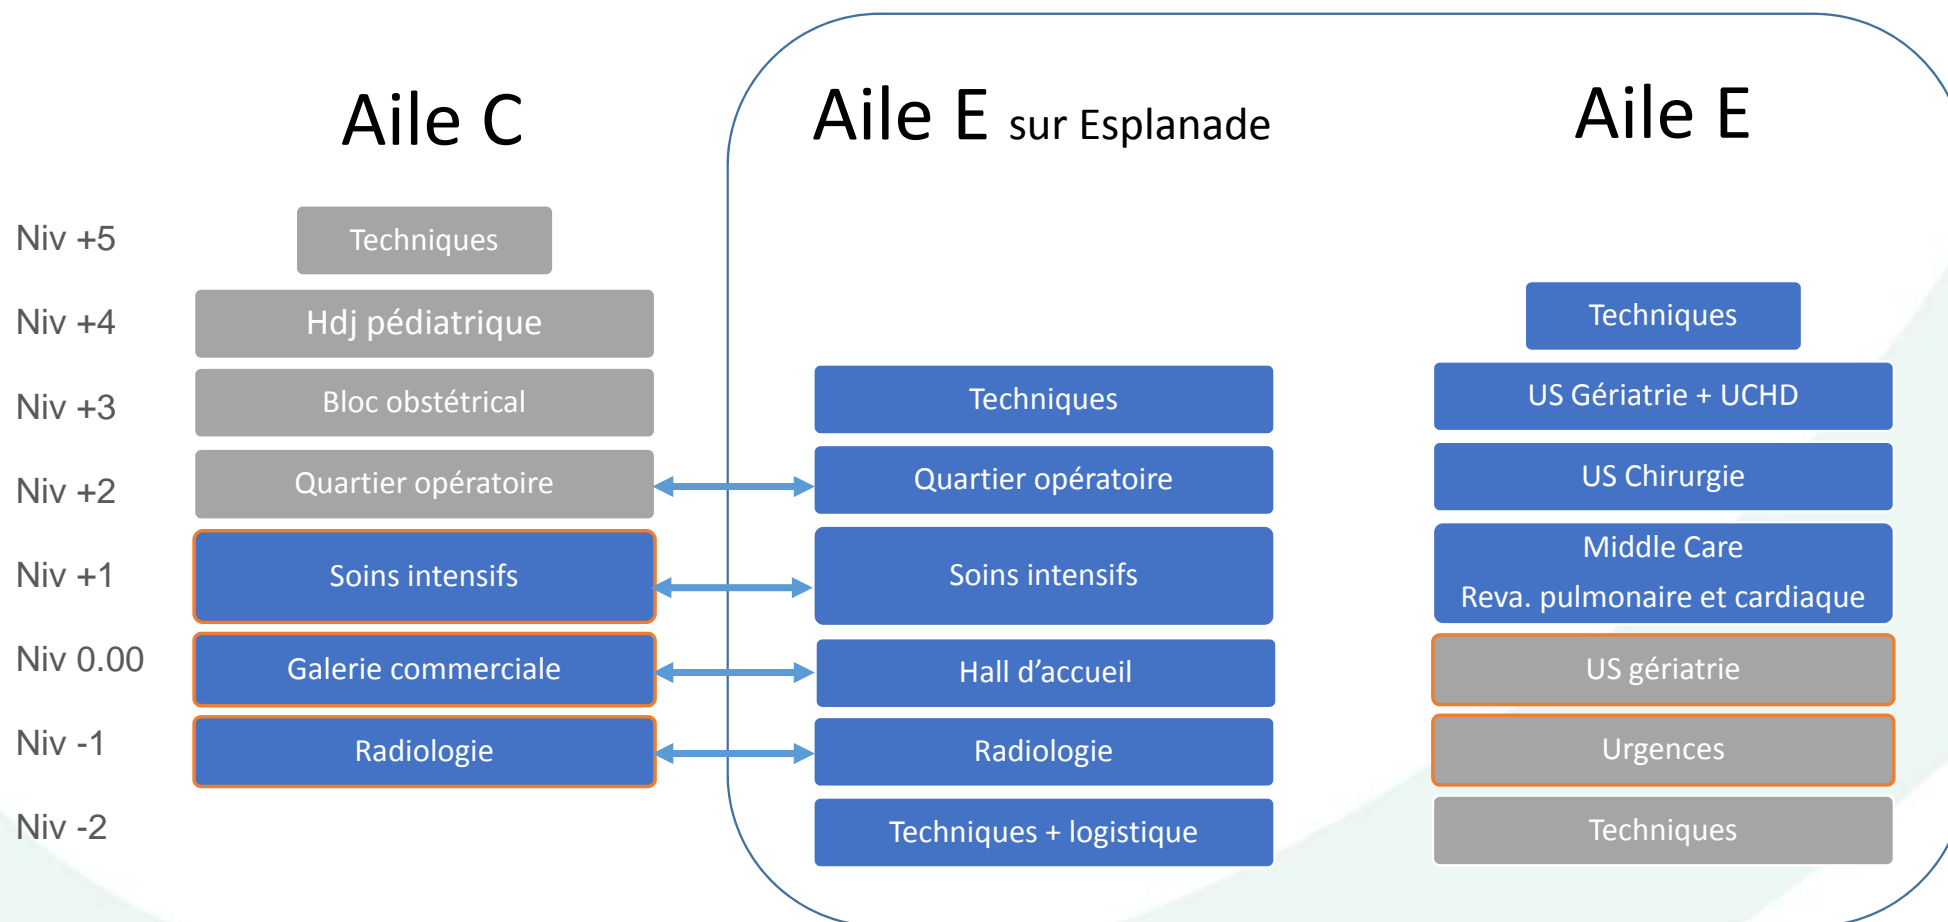 Aile C
Aile E sur Esplanade
Aile E
Niv +5
Techniques
Niv +4
Hdj pédiatrique
Techniques
Niv +3
Bloc obstétrical
Techniques
US Gériatrie + UCHD
Niv +2
Quartier opératoire
Quartier opératoire
US Chirurgie
Niv +1
Soins intensifs
Soins intensifs
Middle Care
Reva. pulmonaire et cardiaque
Niv 0.00
Galerie commerciale
Hall d'accueil
US gériatrie
Niv -1
Radiologie
Radiologie
Urgences
Niv -2
Techniques + logistique
Techniques